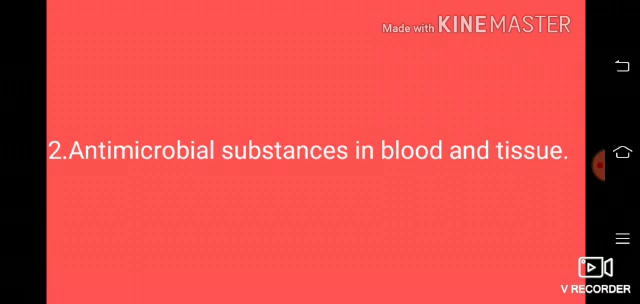 Made with KINEMASTER
2.Antimicrobial substances in blood and tissue.
V RECORDER